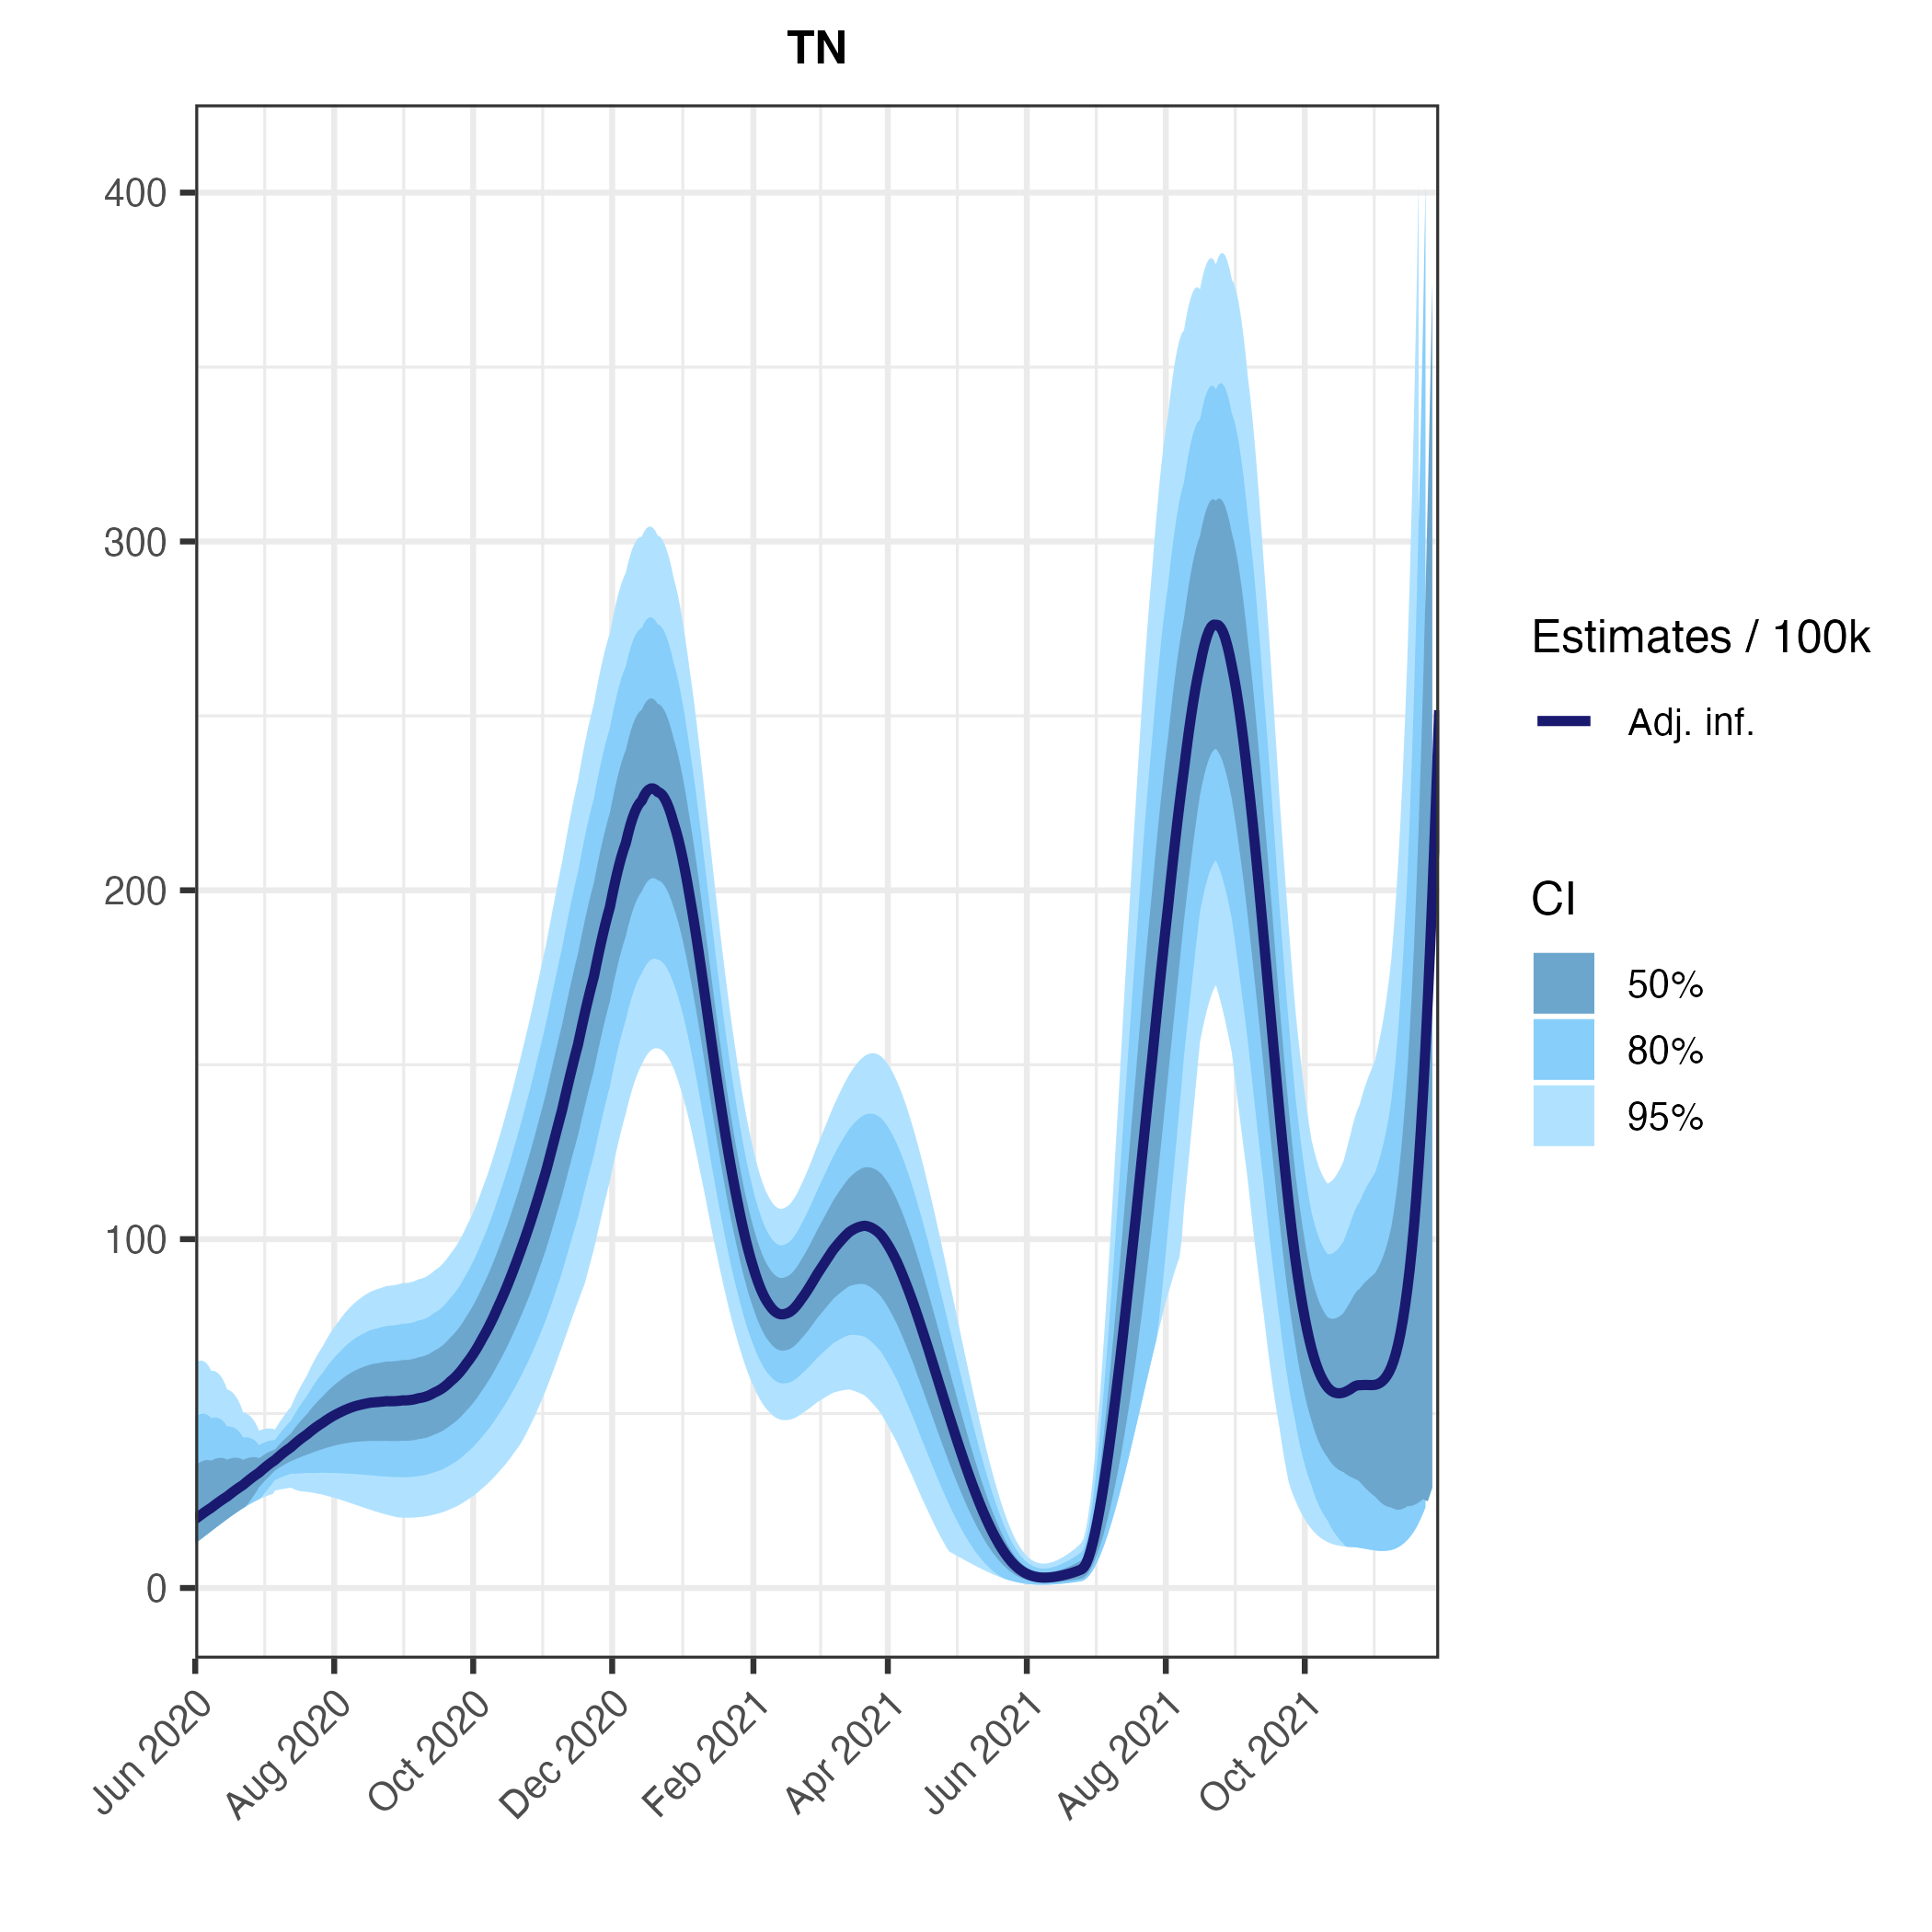 TN
400
300
200
100
0
Jun 2020
Aug 2020
Oct 2020
Dec 2020
Feb 2021
Apr 2021
Jun 2021
Aug 2021
Oct 2021
Estimates / 100k
Adj. inf.
CI
50%
80%
95%